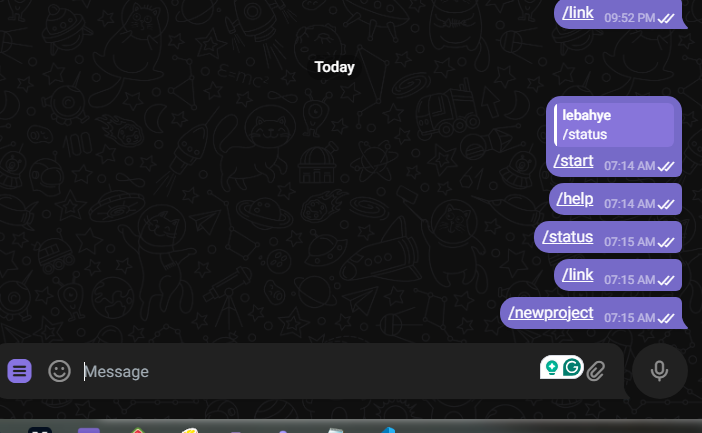 /link 09:52 PM
Today
lebahye
/status
/start 07:14 AM
/help 07:14 AM
/status 07:15 AM
/link 07:15 AM
/newproject 07:15 AM
Message